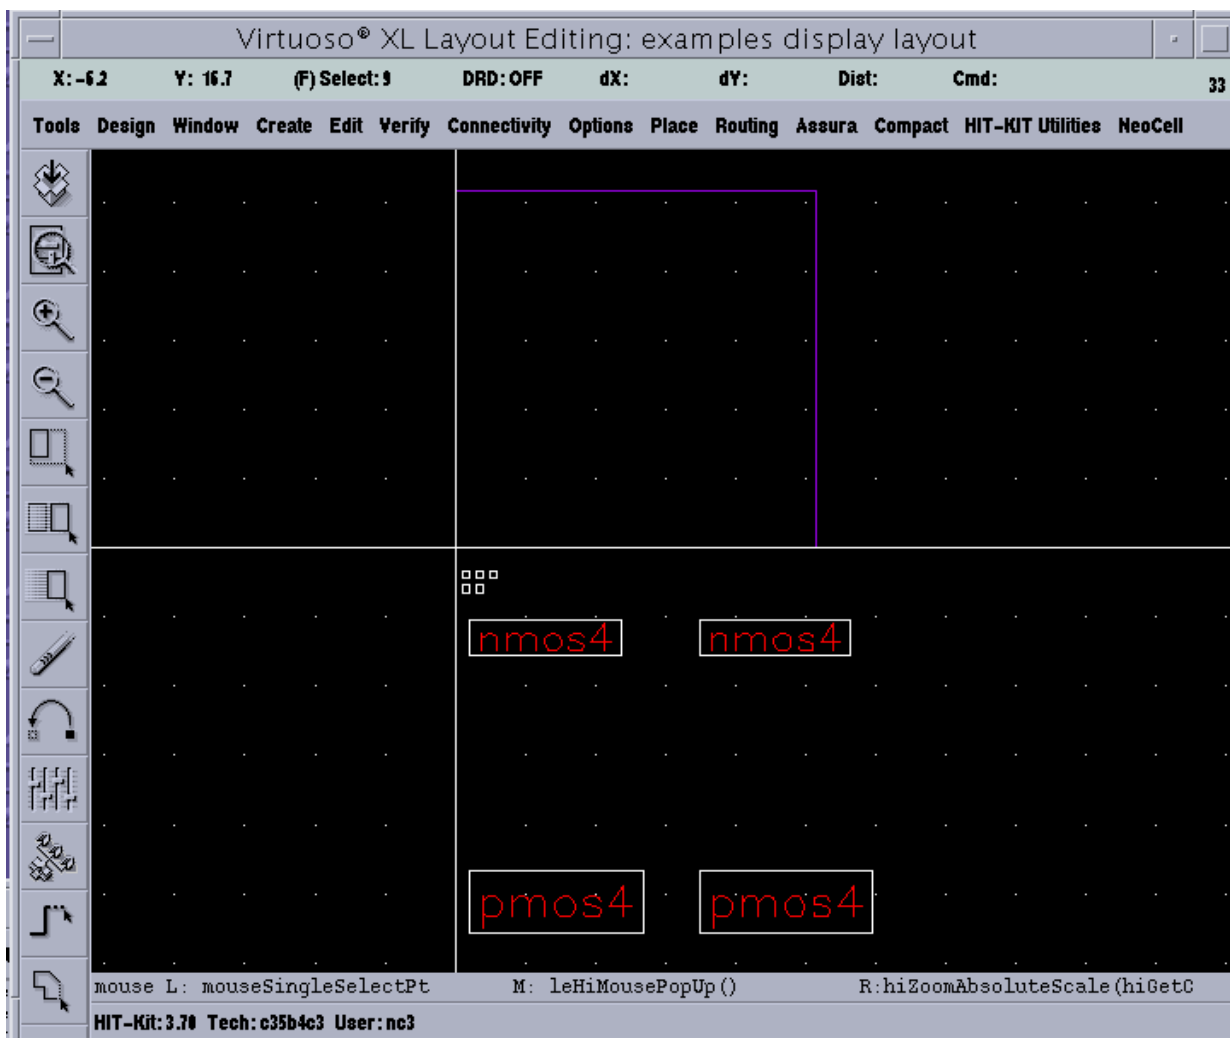 Virtuoso® XL Layout Editing: examples display layout
X: -6.2 Y: 16.7 (F) Select: 9 DRD: OFF dX: dY: Dist: Cmd: 33
Tools Design Window Create Edit Verify Connectivity Options Place Routing Assura Compact HIT-KIT Utilities NeoCell
nmos4 nmos4
pmos4 pmos4
mouse L: mouseSingleSelectPt M: leHiMousePopUp() R:hiZoomAbsoluteScale(hiGetC
HIT-Kit: 3.70 Tech: c35b4c3 User: nc3